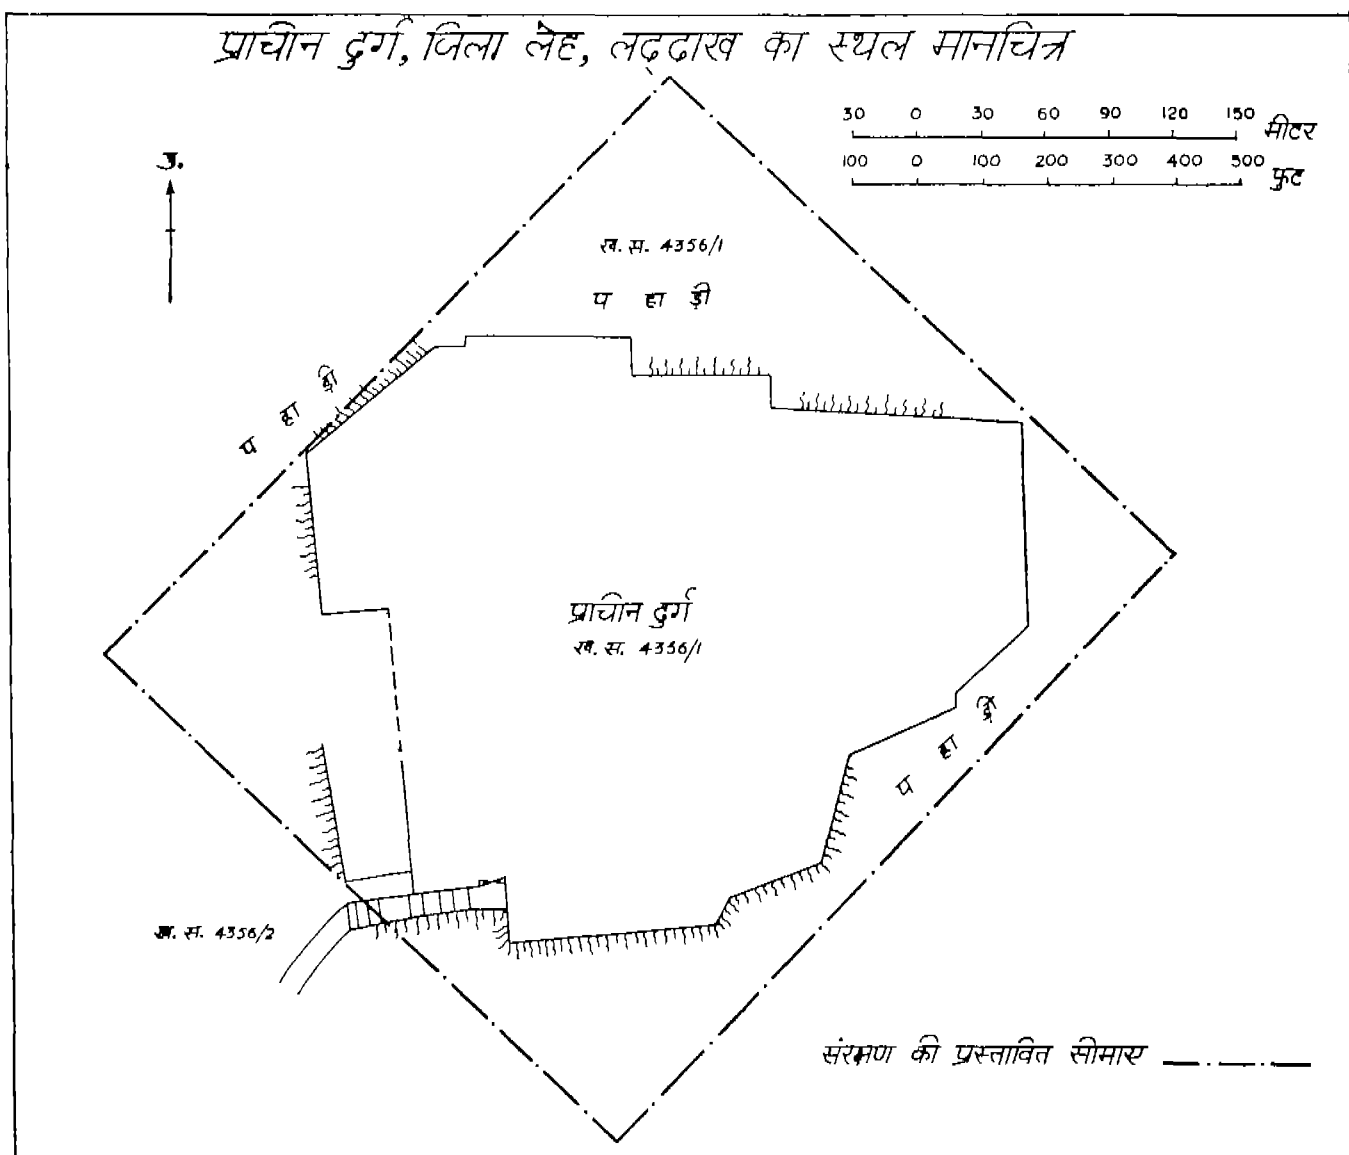 प्राचीन दुर्ग, जिला लेह, लद्दाख का स्थल मानचित्र
30 0 30 60 90 120 150 मीटर
100 0 100 200 300 400 500 फुट
उ.
ख. स. 4356/1
प हा ड़ी
प हा ड़ी
प्राचीन दुर्ग
ख. स. 4356/1
प हा ड़ी
ख. स. 4356/2
संरक्षण की प्रस्तावित सीमाए